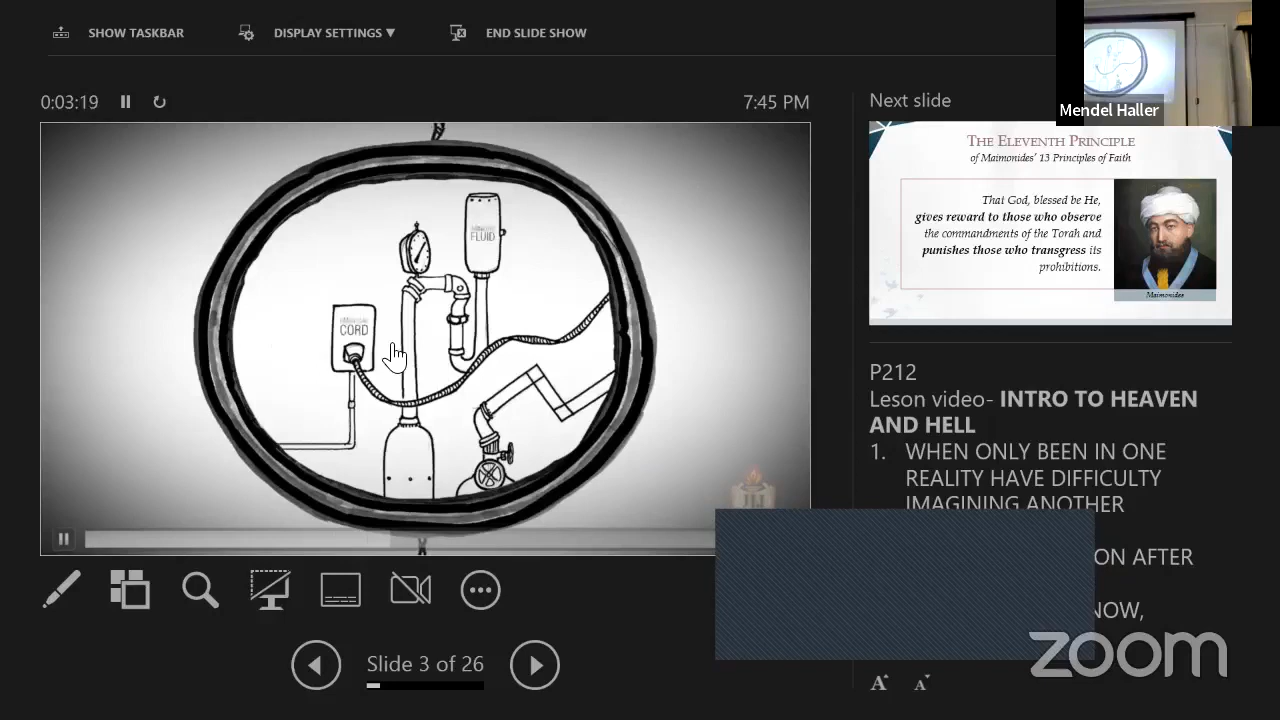 SHOW TASKBAR
DISPLAY SETTINGS ▼
END SLIDE SHOW
0:03:19
7:45 PM
Next slide
Mendel Haller
THE ELEVENTH PRINCIPLE
of Maimonides' 13 Principles of Faith
That God, blessed be He,
gives reward to those who observe
the commandments of the Torah and
punishes those who transgress its
prohibitions.
Maimonides
FLUID
CORD
P212
Leson video- INTRO TO HEAVEN
AND HELL
1. WHEN ONLY BEEN IN ONE
REALITY HAVE DIFFICULTY
IMAGINING ANOTHER
ON AFTER
NOW,
Slide 3 of 26
zoom
A
A